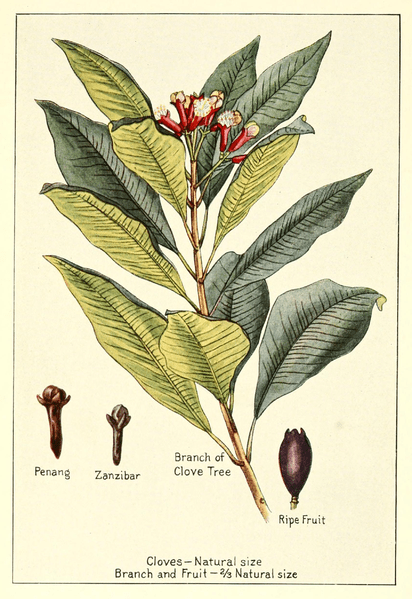 Penang
Zanzibar
Branch of
Clove Tree
Ripe Fruit
Cloves—Natural size
Branch and Fruit—2/3 Natural size